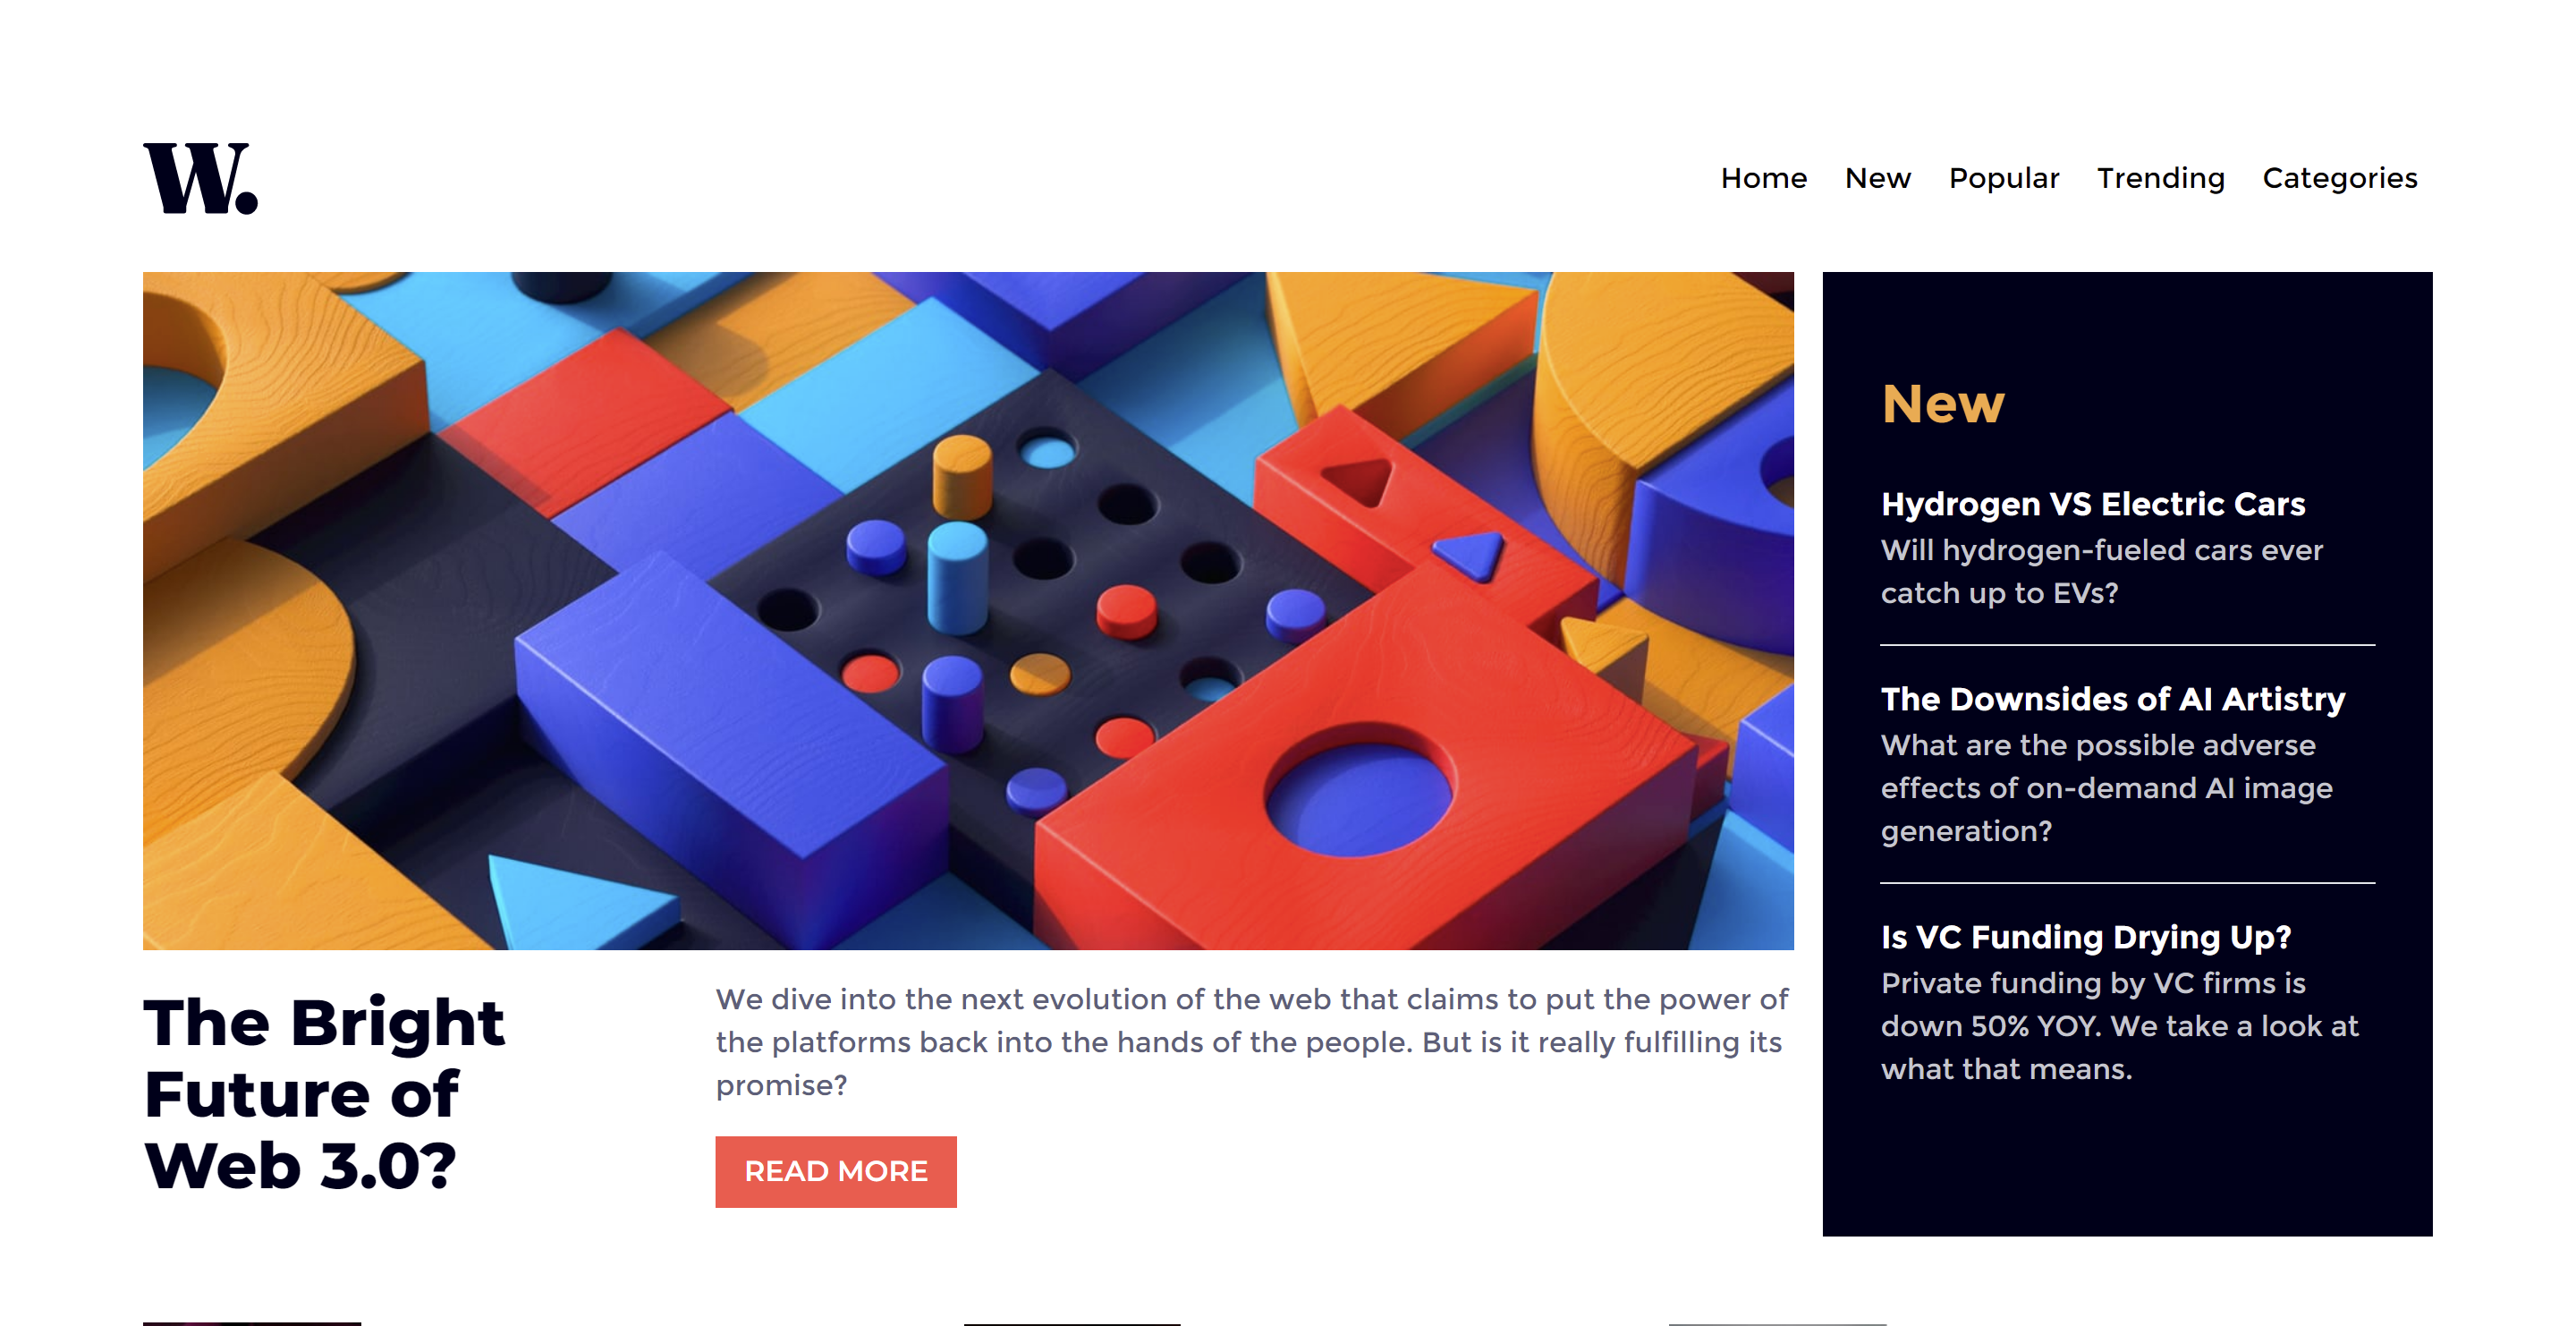 W.
Home New Popular Trending Categories
The Bright
Future of
Web 3.0?
We dive into the next evolution of the web that claims to put the power of
the platforms back into the hands of the people. But is it really fulfilling its
promise?
READ MORE
New
Hydrogen VS Electric Cars
Will hydrogen-fueled cars ever
catch up to EVs?
The Downsides of AI Artistry
What are the possible adverse
effects of on-demand AI image
generation?
Is VC Funding Drying Up?
Private funding by VC firms is
down 50% YOY. We take a look at
what that means.